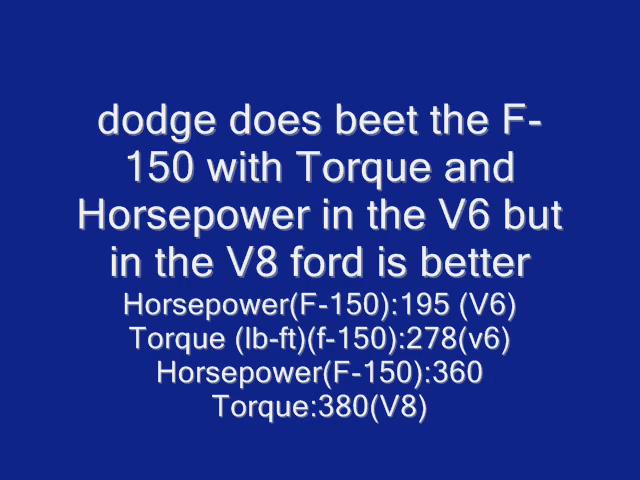 dodge does beet the F-
150 with Torque and
Horsepower in the V6 but
in the V8 ford is better
Horsepower(F-150):195 (V6)
Torque (lb-ft)(f-150):278(v6)
Horsepower(F-150):360
Torque:380(V8)